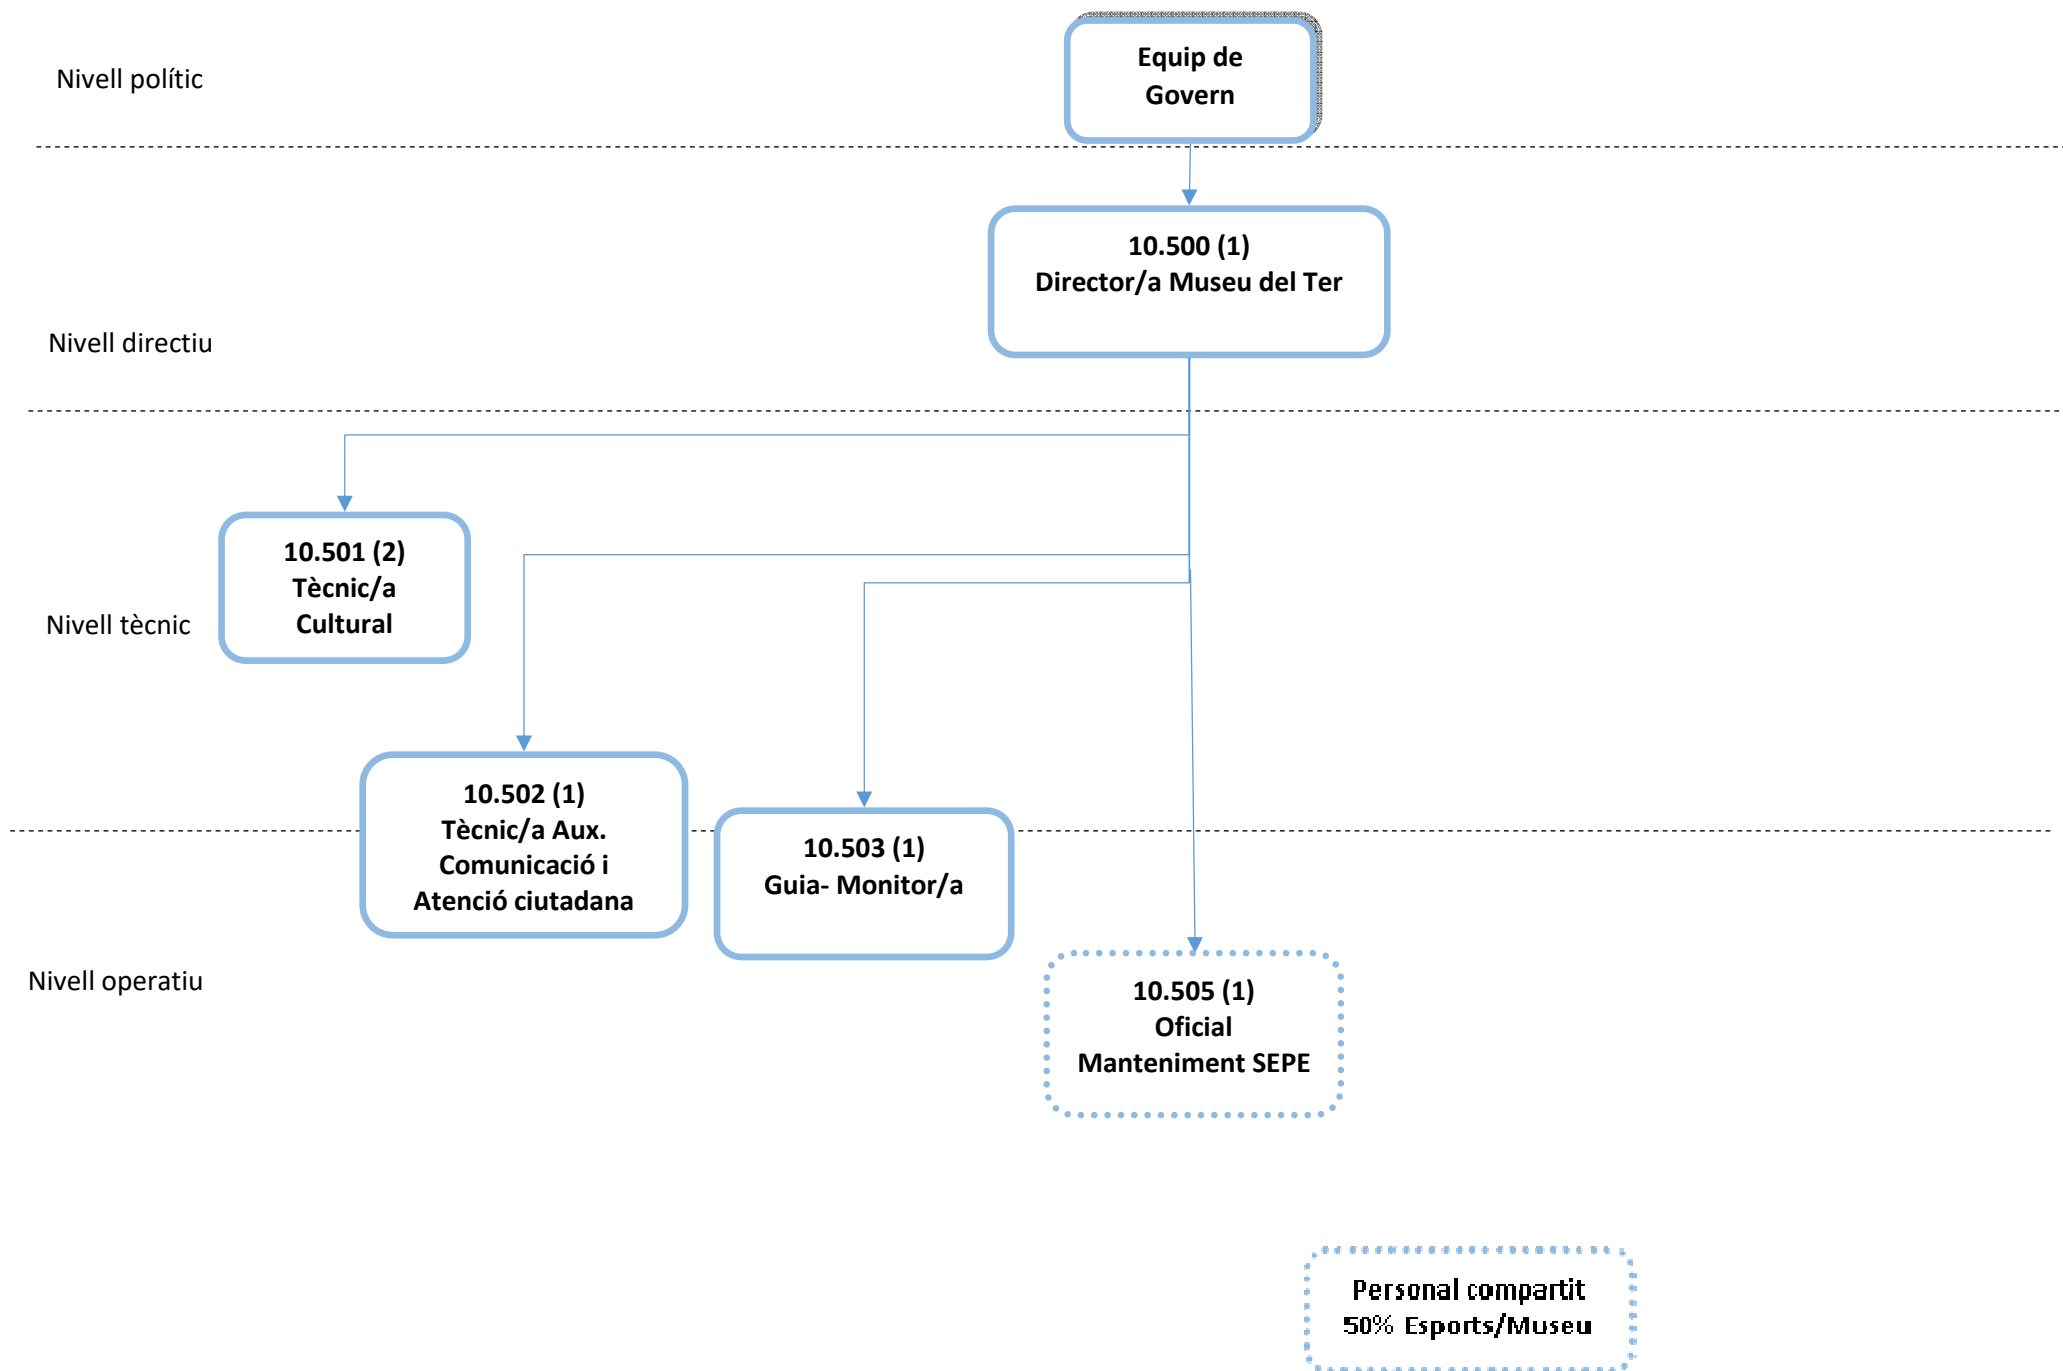 Equip de
Govern
Nivell polític
10.500 (1)
Director/a Museu del Ter
Nivell directiu
10.501 (2)
Tècnic/a
Cultural
Nivell tècnic
10.502 (1)
Tècnic/a Aux.
Comunicació i
Atenció ciutadana
10.503 (1)
Guia- Monitor/a
Nivell operatiu
10.505 (1)
Oficial
Manteniment SEPE
Personal compartit
50% Esports/Museu